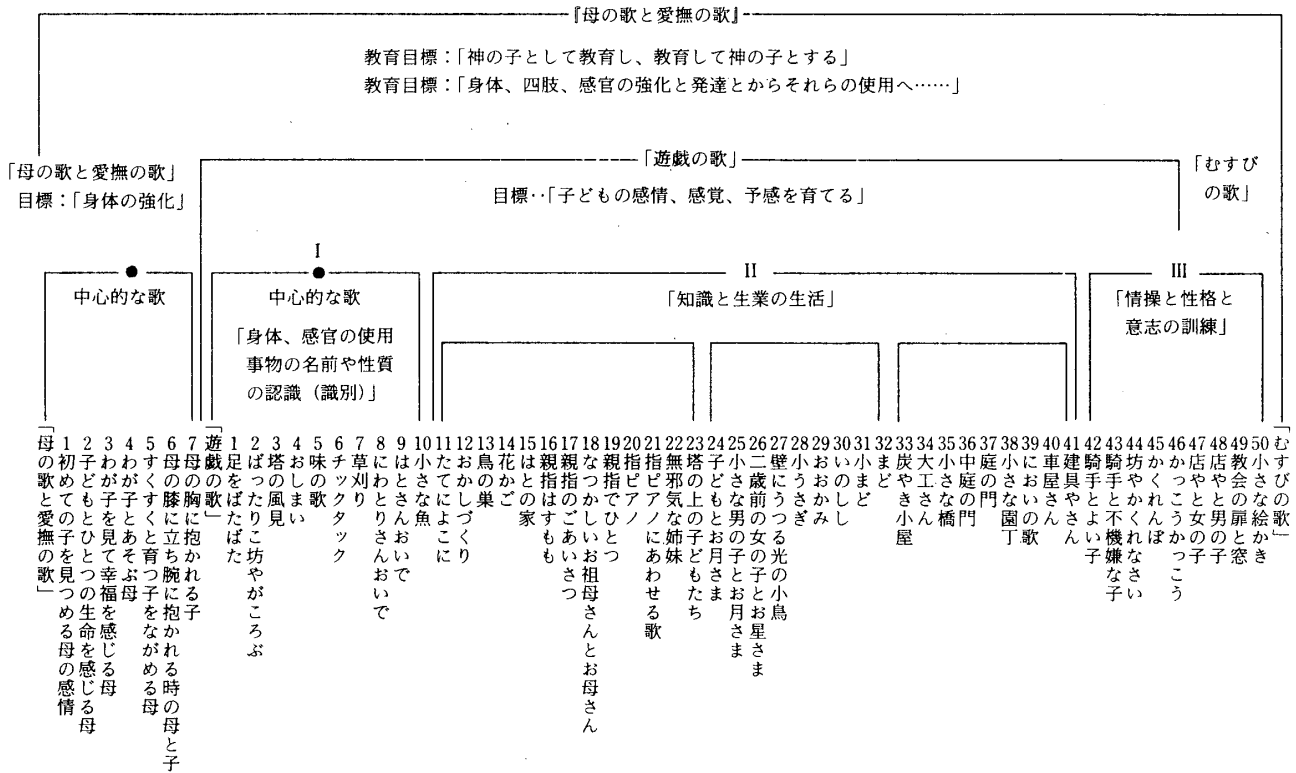 『母の歌と愛撫の歌』
教育目標：「神の子として教育し、教育して神の子とする」
教育目標：「身体、四肢、感官の強化と発達とからそれらの使用へ……」
「母の歌と愛撫の歌」
目標：「身体の強化」
「遊戯の歌」
目標‥「子どもの感情、感覚、予感を育てる」
「むすび
の歌」
中心的な歌
I
中心的な歌
「身体、感官の使用
事物の名前や性質
の認識（識別）」
II
「知識と生業の生活」
III
「情操と性格と
意志の訓練」
「母の歌と愛撫の歌」
1 初めての子を見つめる母の感情
2 子どもとひとつの生命を感じる母
3 わが子を見て幸福を感じる母
4 わが子とあそぶ母
5 すくすくと育つ子をながめる母
6 母の膝に立ち腕に抱かれる時の母と子
7 母の胸に抱かれる子
「遊戯の歌」
1 足をばたばた
2 ばったりこ坊やがころぶ
3 塔の風見
4 おしまい
5 味の歌
6 チックタック
7 草刈り
8 にわとりさんおいで
9 はとさんおいで
10 小さな魚
11 たてによこに
12 おかしづくり
13 鳥の巣
14 花かご
15 はとの家
16 親指はすもも
17 親指のごあいさつ
18 なつかしいお祖母さんとお母さん
19 親指でひとつ
20 指ピアノ
21 指ピアノにあわせる歌
22 無邪気な姉妹
23 塔の上の子どもたち
24 子どもとお月さま
25 小さな男の子とお月さま
26 二歳前の女の子とお星さま
27 壁にうつる光の小鳥
28 小うさぎ
29 おおかみ
30 いのしし
31 小まど
32 まど
33 炭やき小屋
34 大工さん
35 小さな橋
36 中庭の門
37 庭の門
38 小さな園丁
39 においの歌
40 車屋さん
41 建具やさん
42 騎手とよい子
43 騎手と不機嫌な子
44 坊やかくれなさい
45 かくれんぼ
46 かっこうかっこう
47 店やと女の子
48 店やと男の子
49 教会の扉と窓
50 小さな絵かき
「むすびの歌」